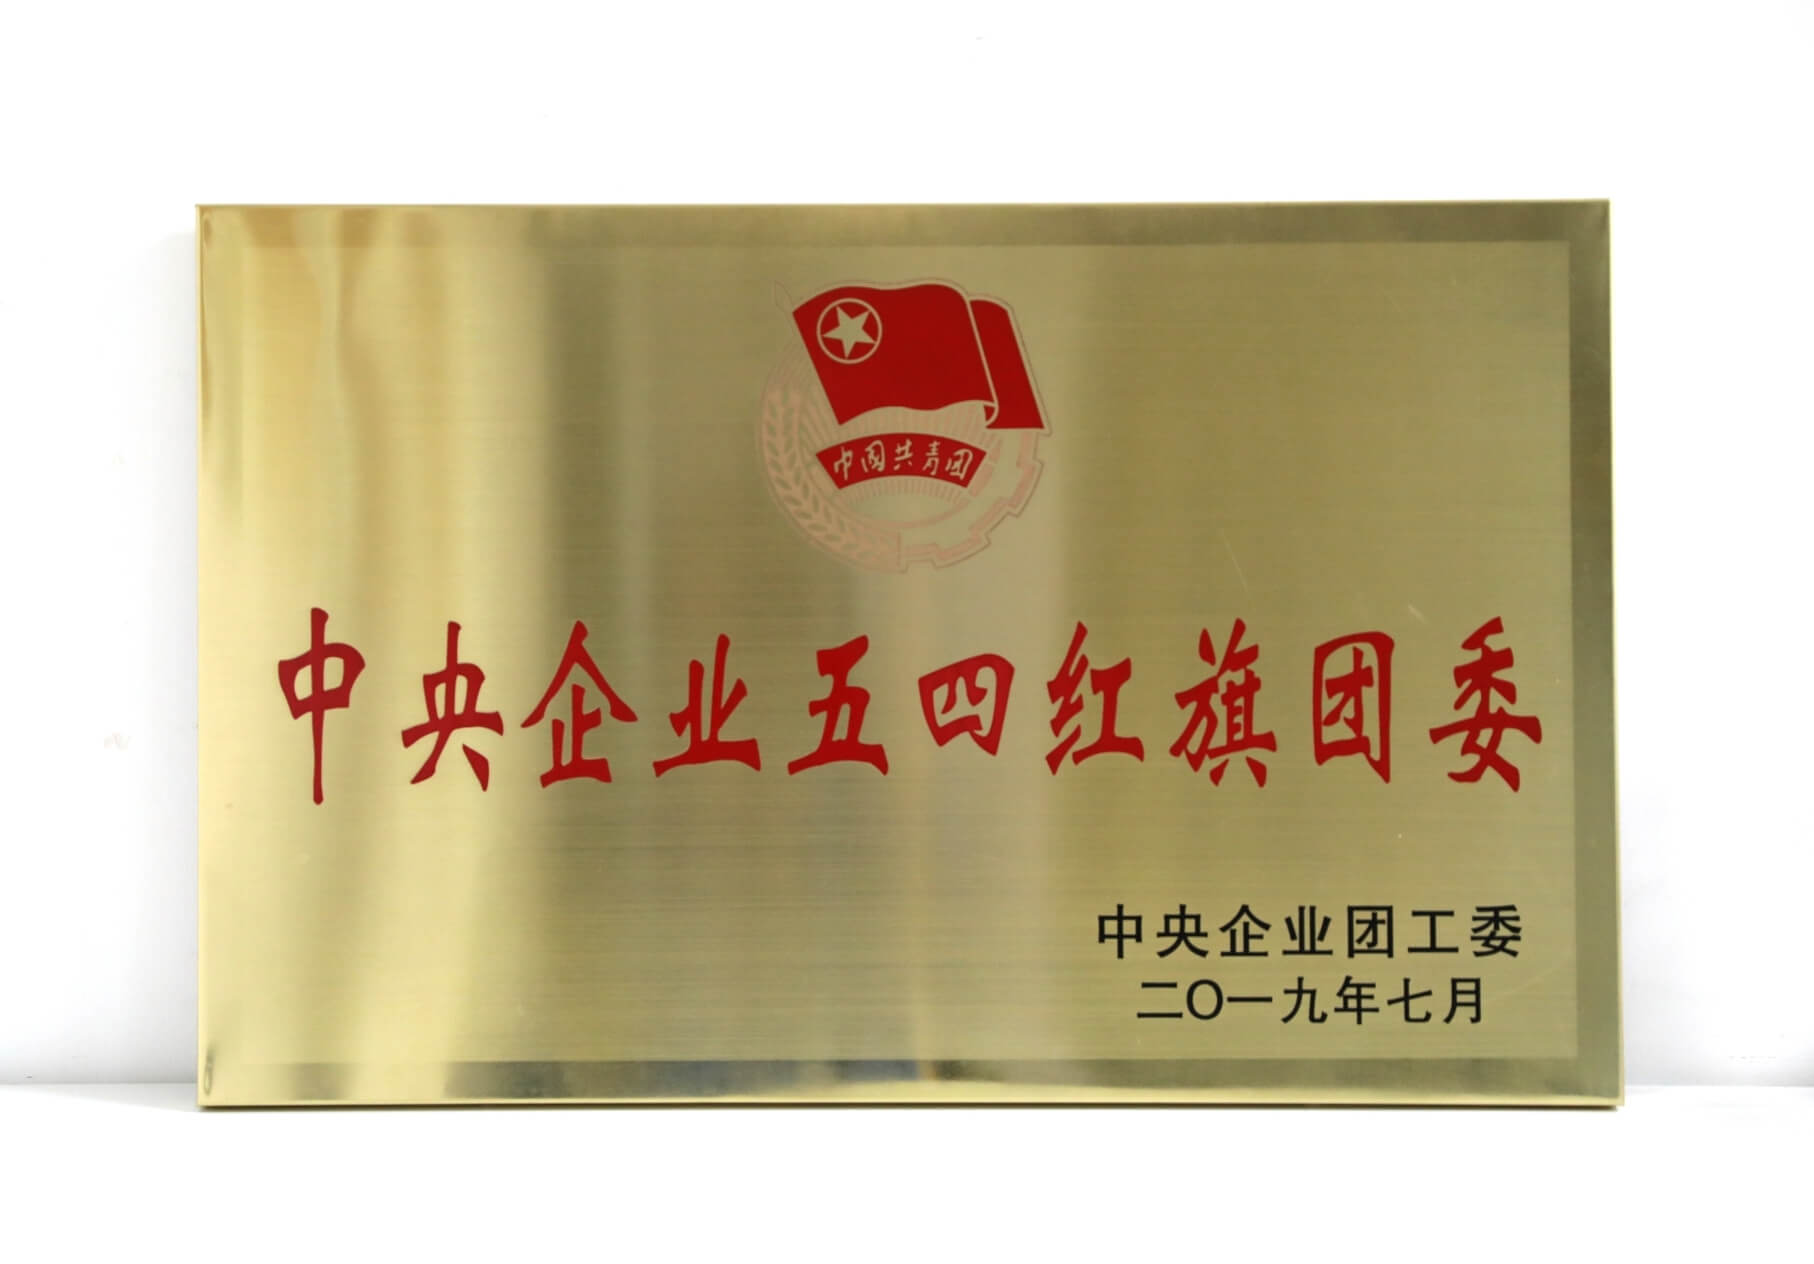 中国共青团
中央企业五四红旗团委
中央企业团工委
二〇一九年七月